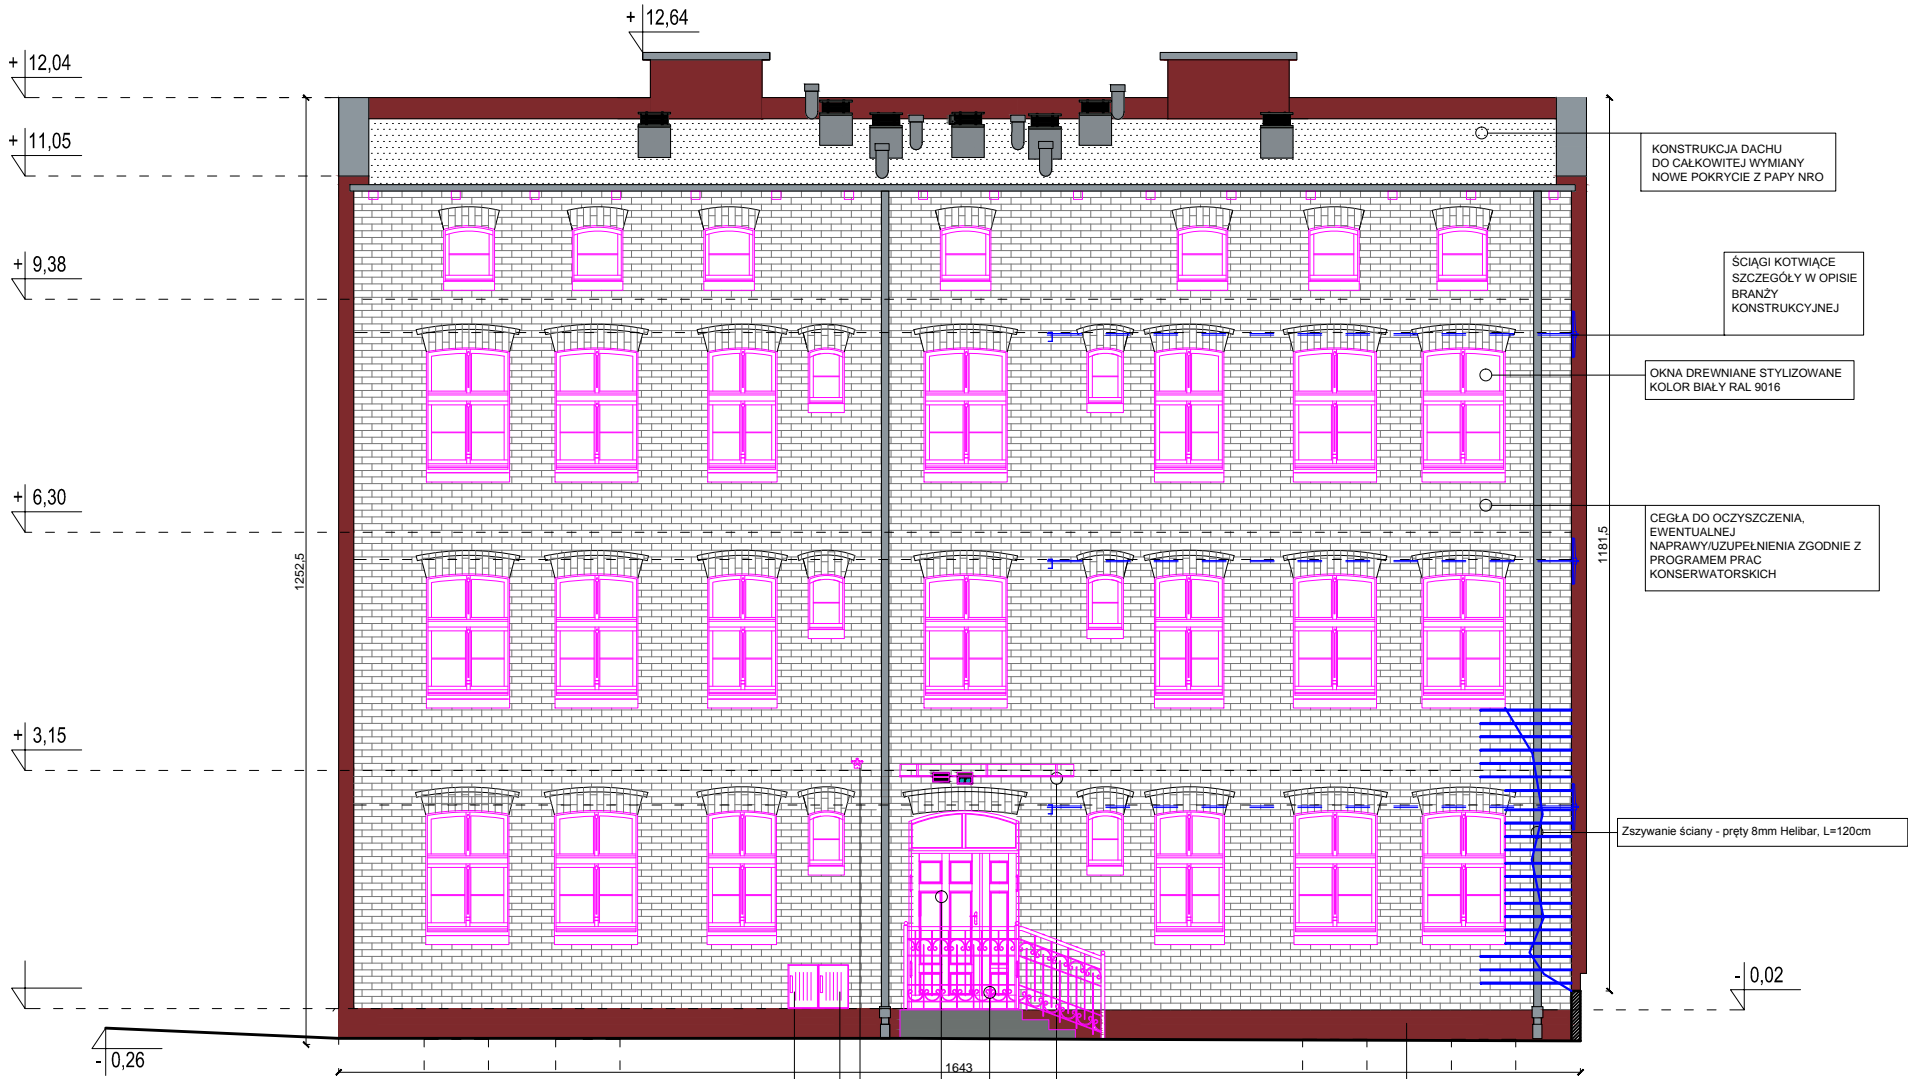 + 12,64
+ 12,04
+ 11,05
+ 9,38
+ 6,30
+ 3,15
- 0,26
- 0,02
1252,5
1181,5
1643
KONSTRUKCJA DACHU
DO CAŁKOWITEJ WYMIANY
NOWE POKRYCIE Z PAPY NRO
ŚCIĄGI KOTWIĄCE
SZCZEGÓŁY W OPISIE
BRANŻY
KONSTRUKCYJNEJ
OKNA DREWNIANE STYLIZOWANE
KOLOR BIAŁY RAL 9016
CEGŁA DO OCZYSZCZENIA,
EWENTUALNEJ
NAPRAWY/UZUPEŁNIENIA ZGODNIE Z
PROGRAMEM PRAC
KONSERWATORSKICH
Zszywanie ściany - pręty 8mm Helibar, L=120cm